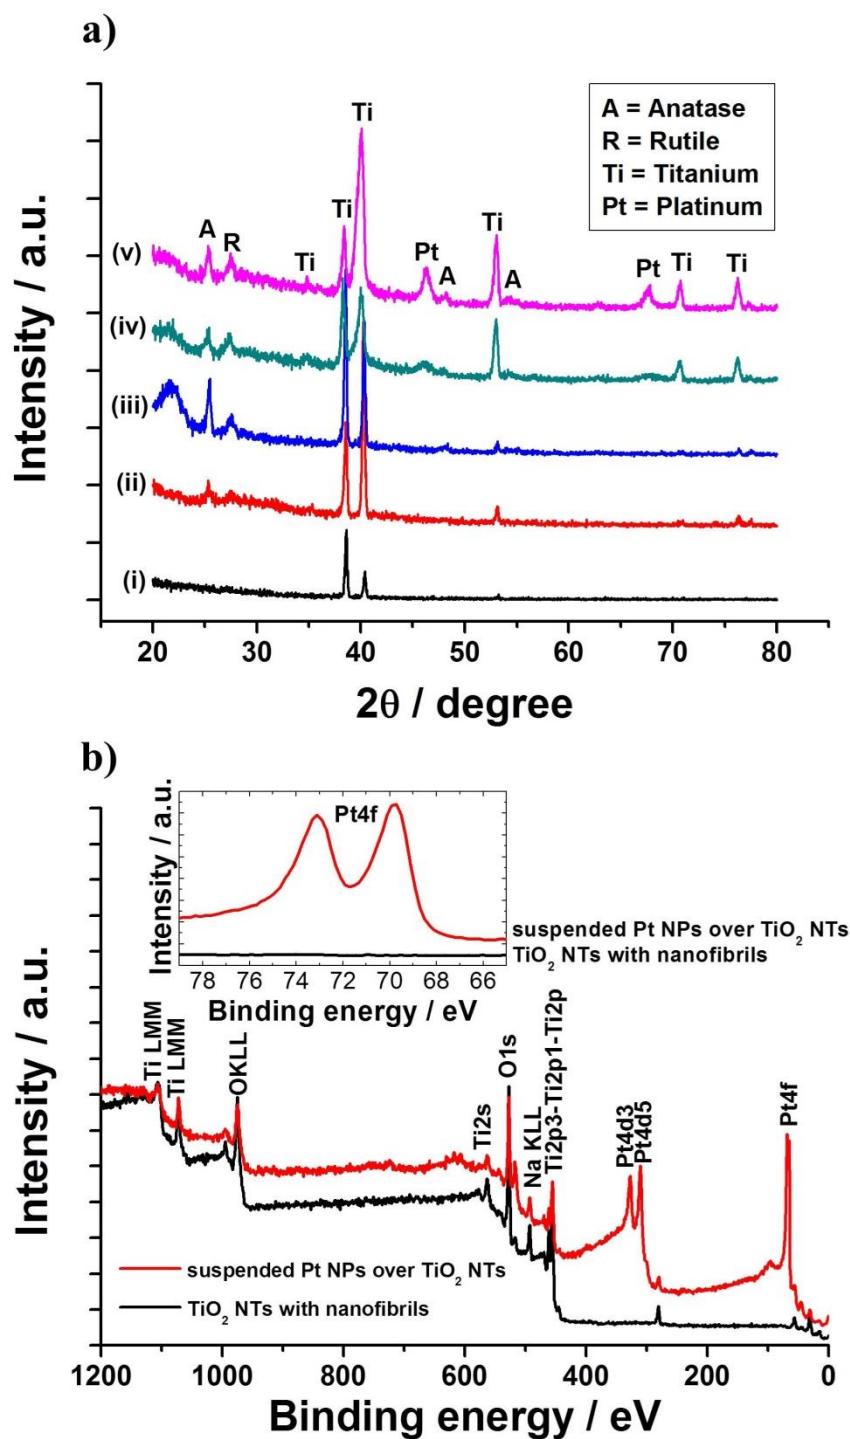 a)
A = Anatase
R = Rutile
Ti = Titanium
Pt = Platinum
Ti
Ti
Ti
A
R
Ti
Pt
A
A
Pt
Ti
Ti
(v)
(iv)
(iii)
(ii)
(i)
Intensity / a.u.
20 30 40 50 60 70 80
2θ / degree
b)
Pt4f
Intensity / a.u.
78 76 74 72 70 68 66
Binding energy / eV
suspended Pt NPs over TiO₂ NTs
TiO₂ NTs with nanofibrils
Ti LMM
Ti LMM
OKLL
Ti2s
O1s
Na KLL
Ti2p3-Ti2p1-Ti2p
Pt4d3
Pt4d5
Pt4f
suspended Pt NPs over TiO₂ NTs
TiO₂ NTs with nanofibrils
Intensity / a.u.
1200 1000 800 600 400 200 0
Binding energy / eV